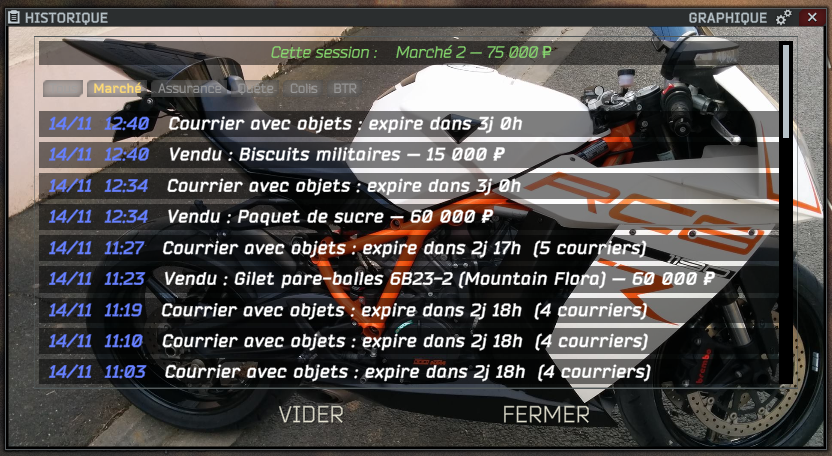 HISTORIQUE GRAPHIQUE
Cette session : Marché 2 — 75 000 ₽
Marché Assurance Quête Colis BTR
14/11 12:40 Courrier avec objets : expire dans 3j 0h
14/11 12:40 Vendu : Biscuits militaires — 15 000 ₽
14/11 12:34 Courrier avec objets : expire dans 3j 0h
14/11 12:34 Vendu : Paquet de sucre — 60 000 ₽
14/11 11:27 Courrier avec objets : expire dans 2j 17h (5 courriers)
14/11 11:23 Vendu : Gilet pare-balles 6B23-2 (Mountain Flora) — 60 000 ₽
14/11 11:19 Courrier avec objets : expire dans 2j 18h (4 courriers)
14/11 11:10 Courrier avec objets : expire dans 2j 18h (4 courriers)
14/11 11:03 Courrier avec objets : expire dans 2j 18h (4 courriers)
RC8
R
brembo
VIDER FERMER